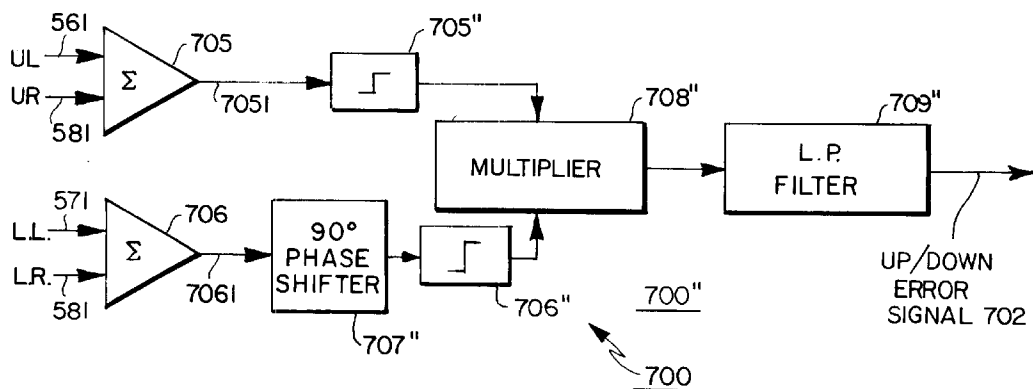 561
UL
UR
581
Σ
705
7051
705"
708"
MULTIPLIER
709"
L.P.
FILTER
571
L.L.
L.R.
581
Σ
706
7061
90°
PHASE
SHIFTER
707"
706"
700"
700
UP/DOWN
ERROR
SIGNAL 702